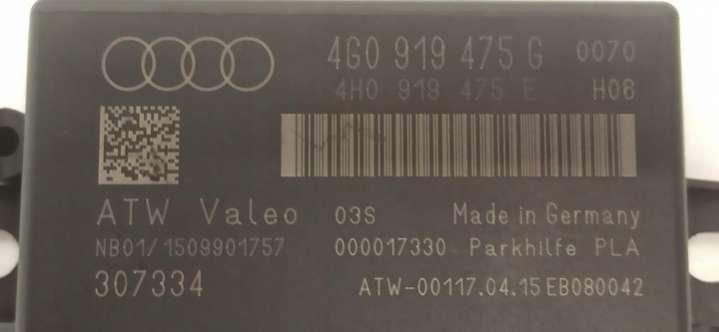 4G0 919 475 G 0070
4H0 919 475 E H06
ATW Valeo 03S Made in Germany
NB01/1509901757 000017330 Parkhilfe PLA
307334 ATW-00117.04.15EB080042